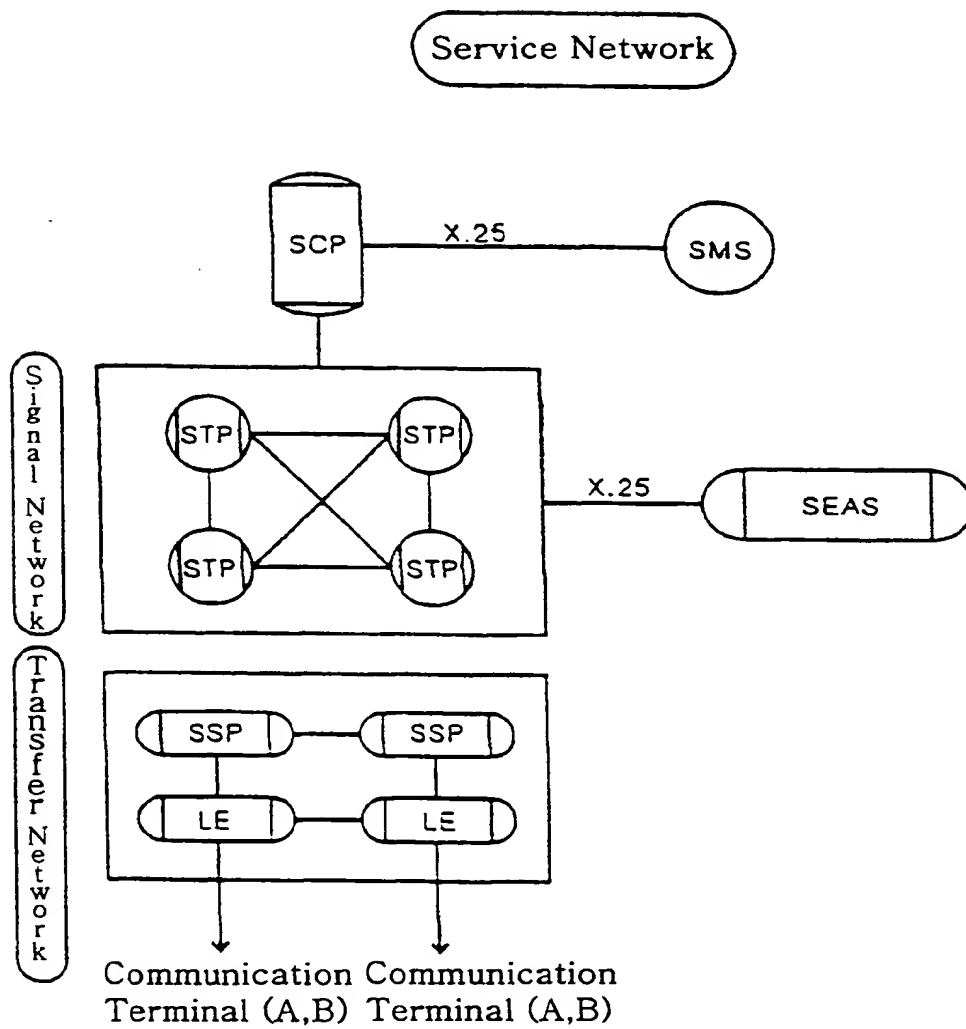 Service Network
SCP
X.25
SMS
Signal Network
STP
STP
STP
STP
X.25
SEAS
Transfer Network
SSP
SSP
LE
LE
Communication
Terminal (A,B)
Communication
Terminal (A,B)